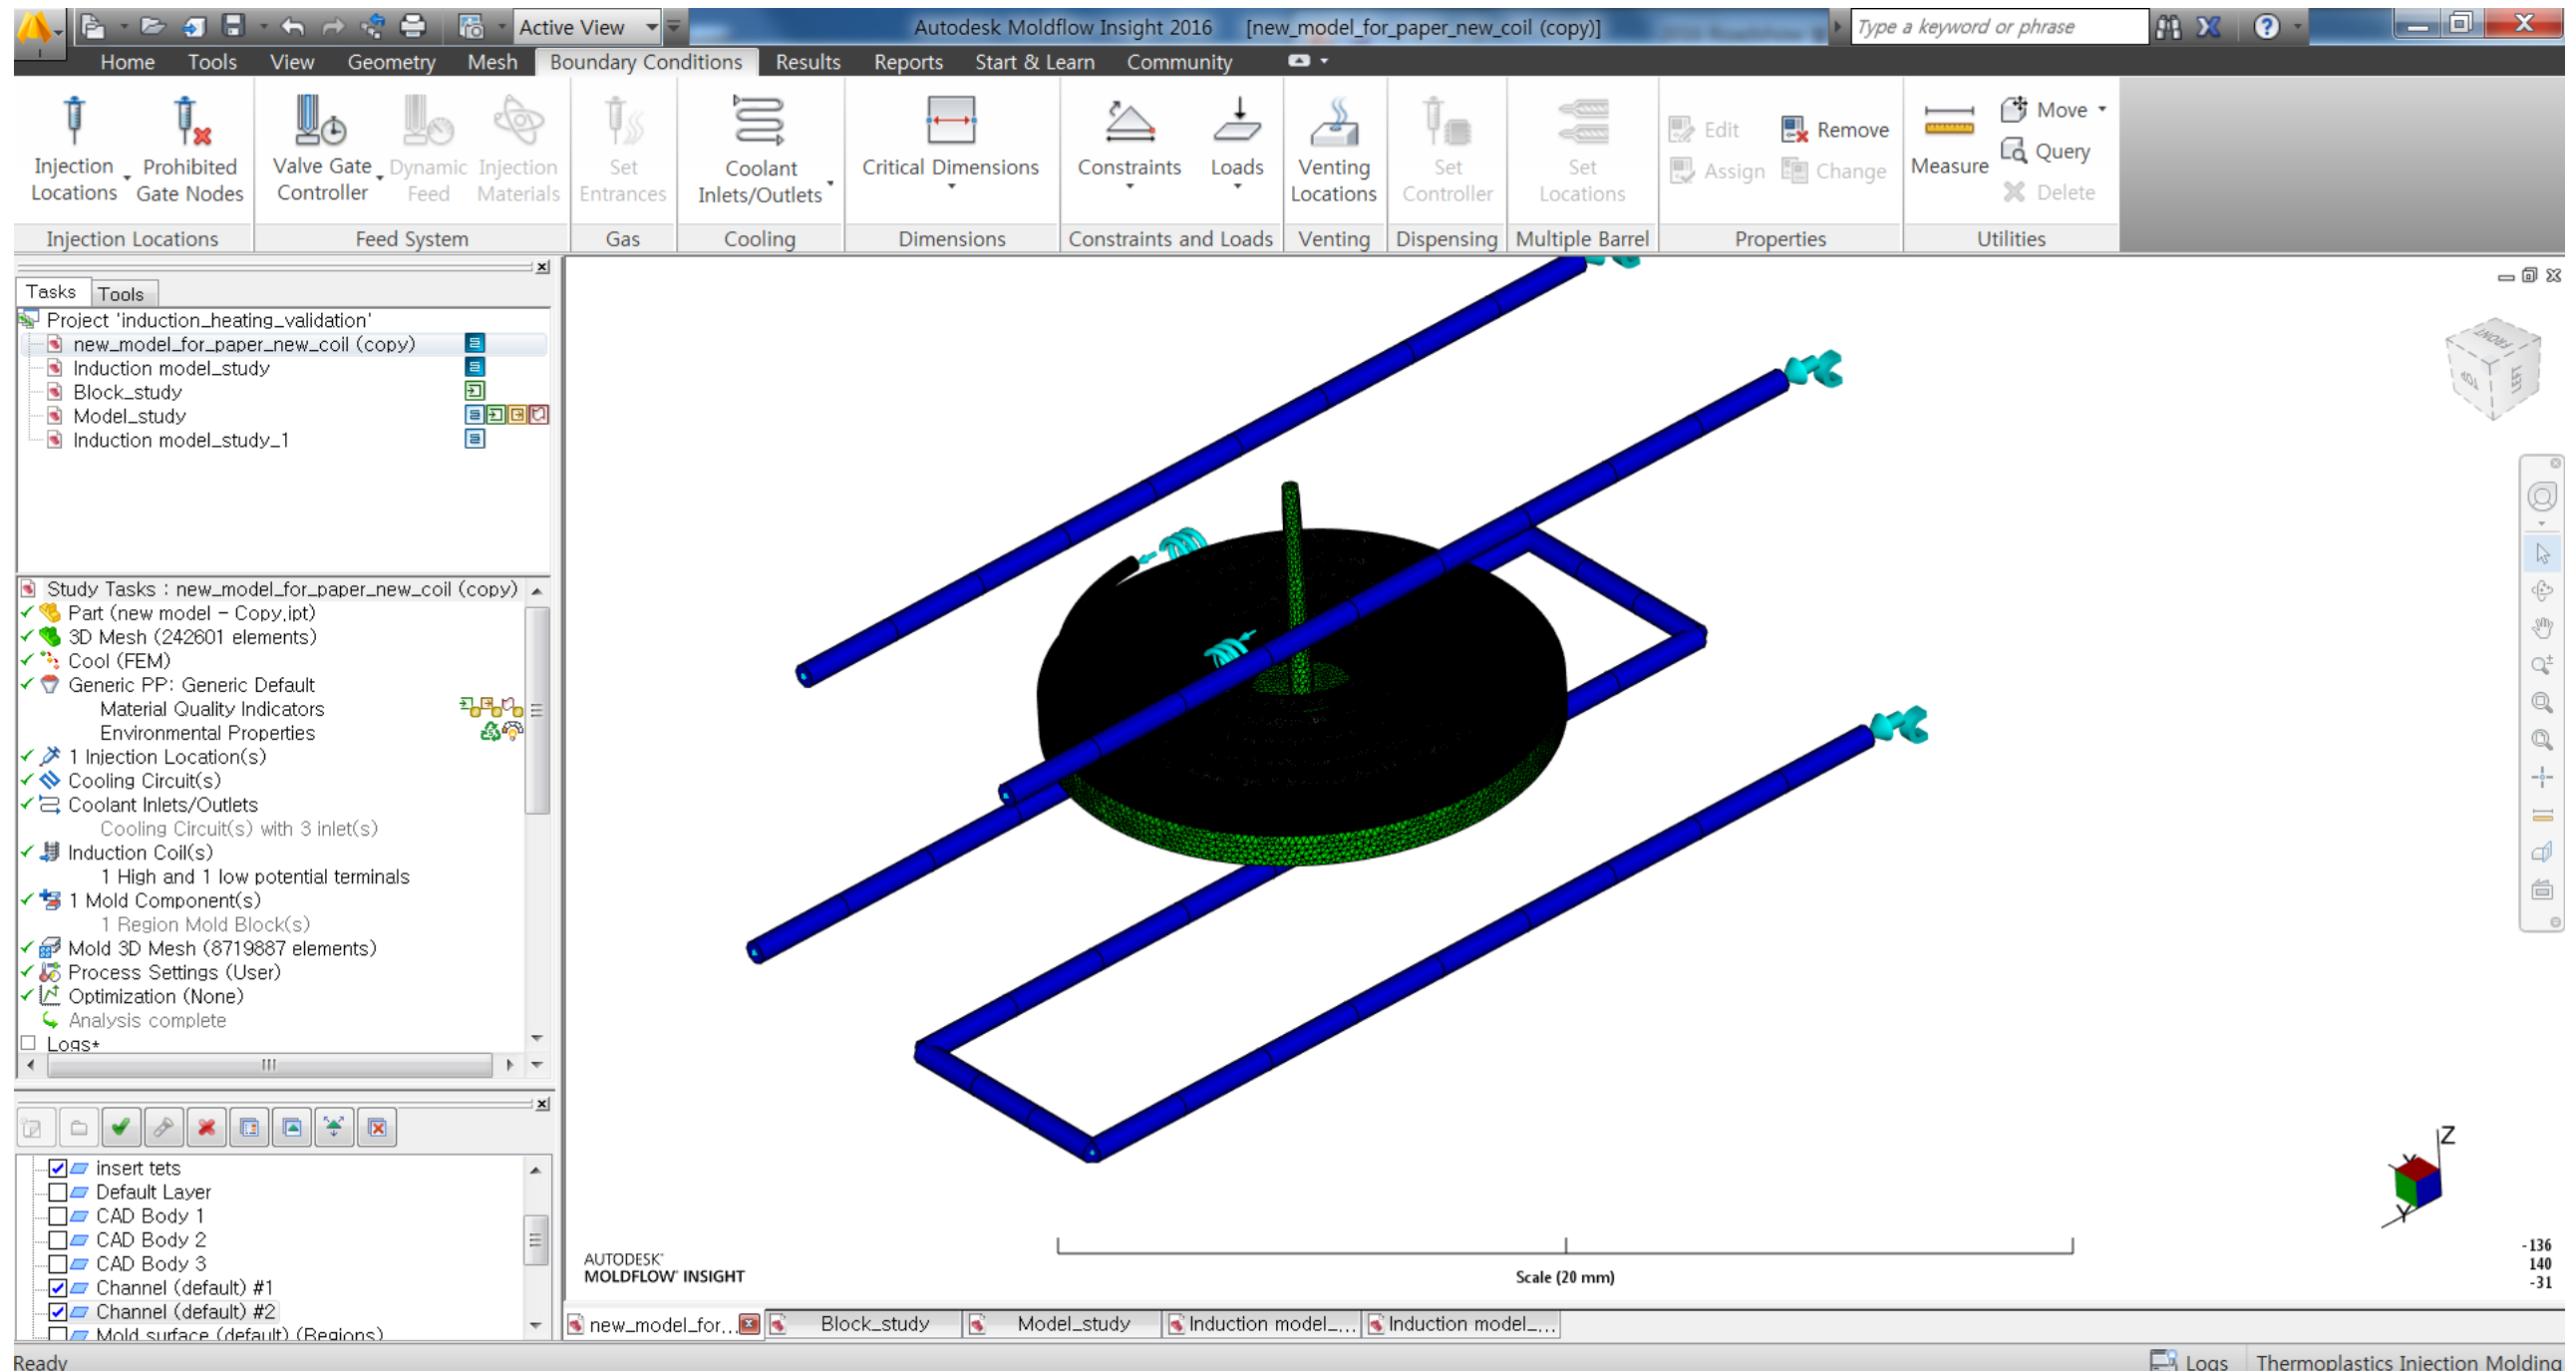 Active View
Autodesk Moldflow Insight 2016 [new_model_for_paper_new_coil (copy)]
Type a keyword or phrase
Home Tools View Geometry Mesh Boundary Conditions Results Reports Start & Learn Community
Injection Locations
Prohibited Gate Nodes
Valve Gate Controller
Dynamic Feed
Injection Materials
Set Entrances
Coolant Inlets/Outlets
Critical Dimensions
Constraints
Loads
Venting Locations
Set Controller
Set Locations
Edit
Remove
Assign
Change
Measure
Move
Query
Delete
Injection Locations Feed System Gas Cooling Dimensions Constraints and Loads Venting Dispensing Multiple Barrel Properties Utilities
Tasks Tools
Project 'induction_heating_validation'
new_model_for_paper_new_coil (copy)
Induction model_study
Block_study
Model_study
Induction model_study_1
Study Tasks : new_model_for_paper_new_coil (copy)
Part (new model - Copy.ipt)
3D Mesh (242601 elements)
Cool (FEM)
Generic PP: Generic Default
Material Quality Indicators
Environmental Properties
1 Injection Location(s)
Cooling Circuit(s)
Coolant Inlets/Outlets
Cooling Circuit(s) with 3 inlet(s)
Induction Coil(s)
1 High and 1 low potential terminals
1 Mold Component(s)
1 Region Mold Block(s)
Mold 3D Mesh (8719887 elements)
Process Settings (User)
Optimization (None)
Analysis complete
Logs*
insert tets
Default Layer
CAD Body 1
CAD Body 2
CAD Body 3
Channel (default) #1
Channel (default) #2
Mold surface (default) (Regions)
FRONT
TOP
LEFT
Z
Y
AUTODESK®
MOLDFLOW® INSIGHT
Scale (20 mm)
-136
140
-31
new_model_for... Block_study Model_study Induction model_... Induction model_...
Ready
Logs Thermoplastics Injection Molding